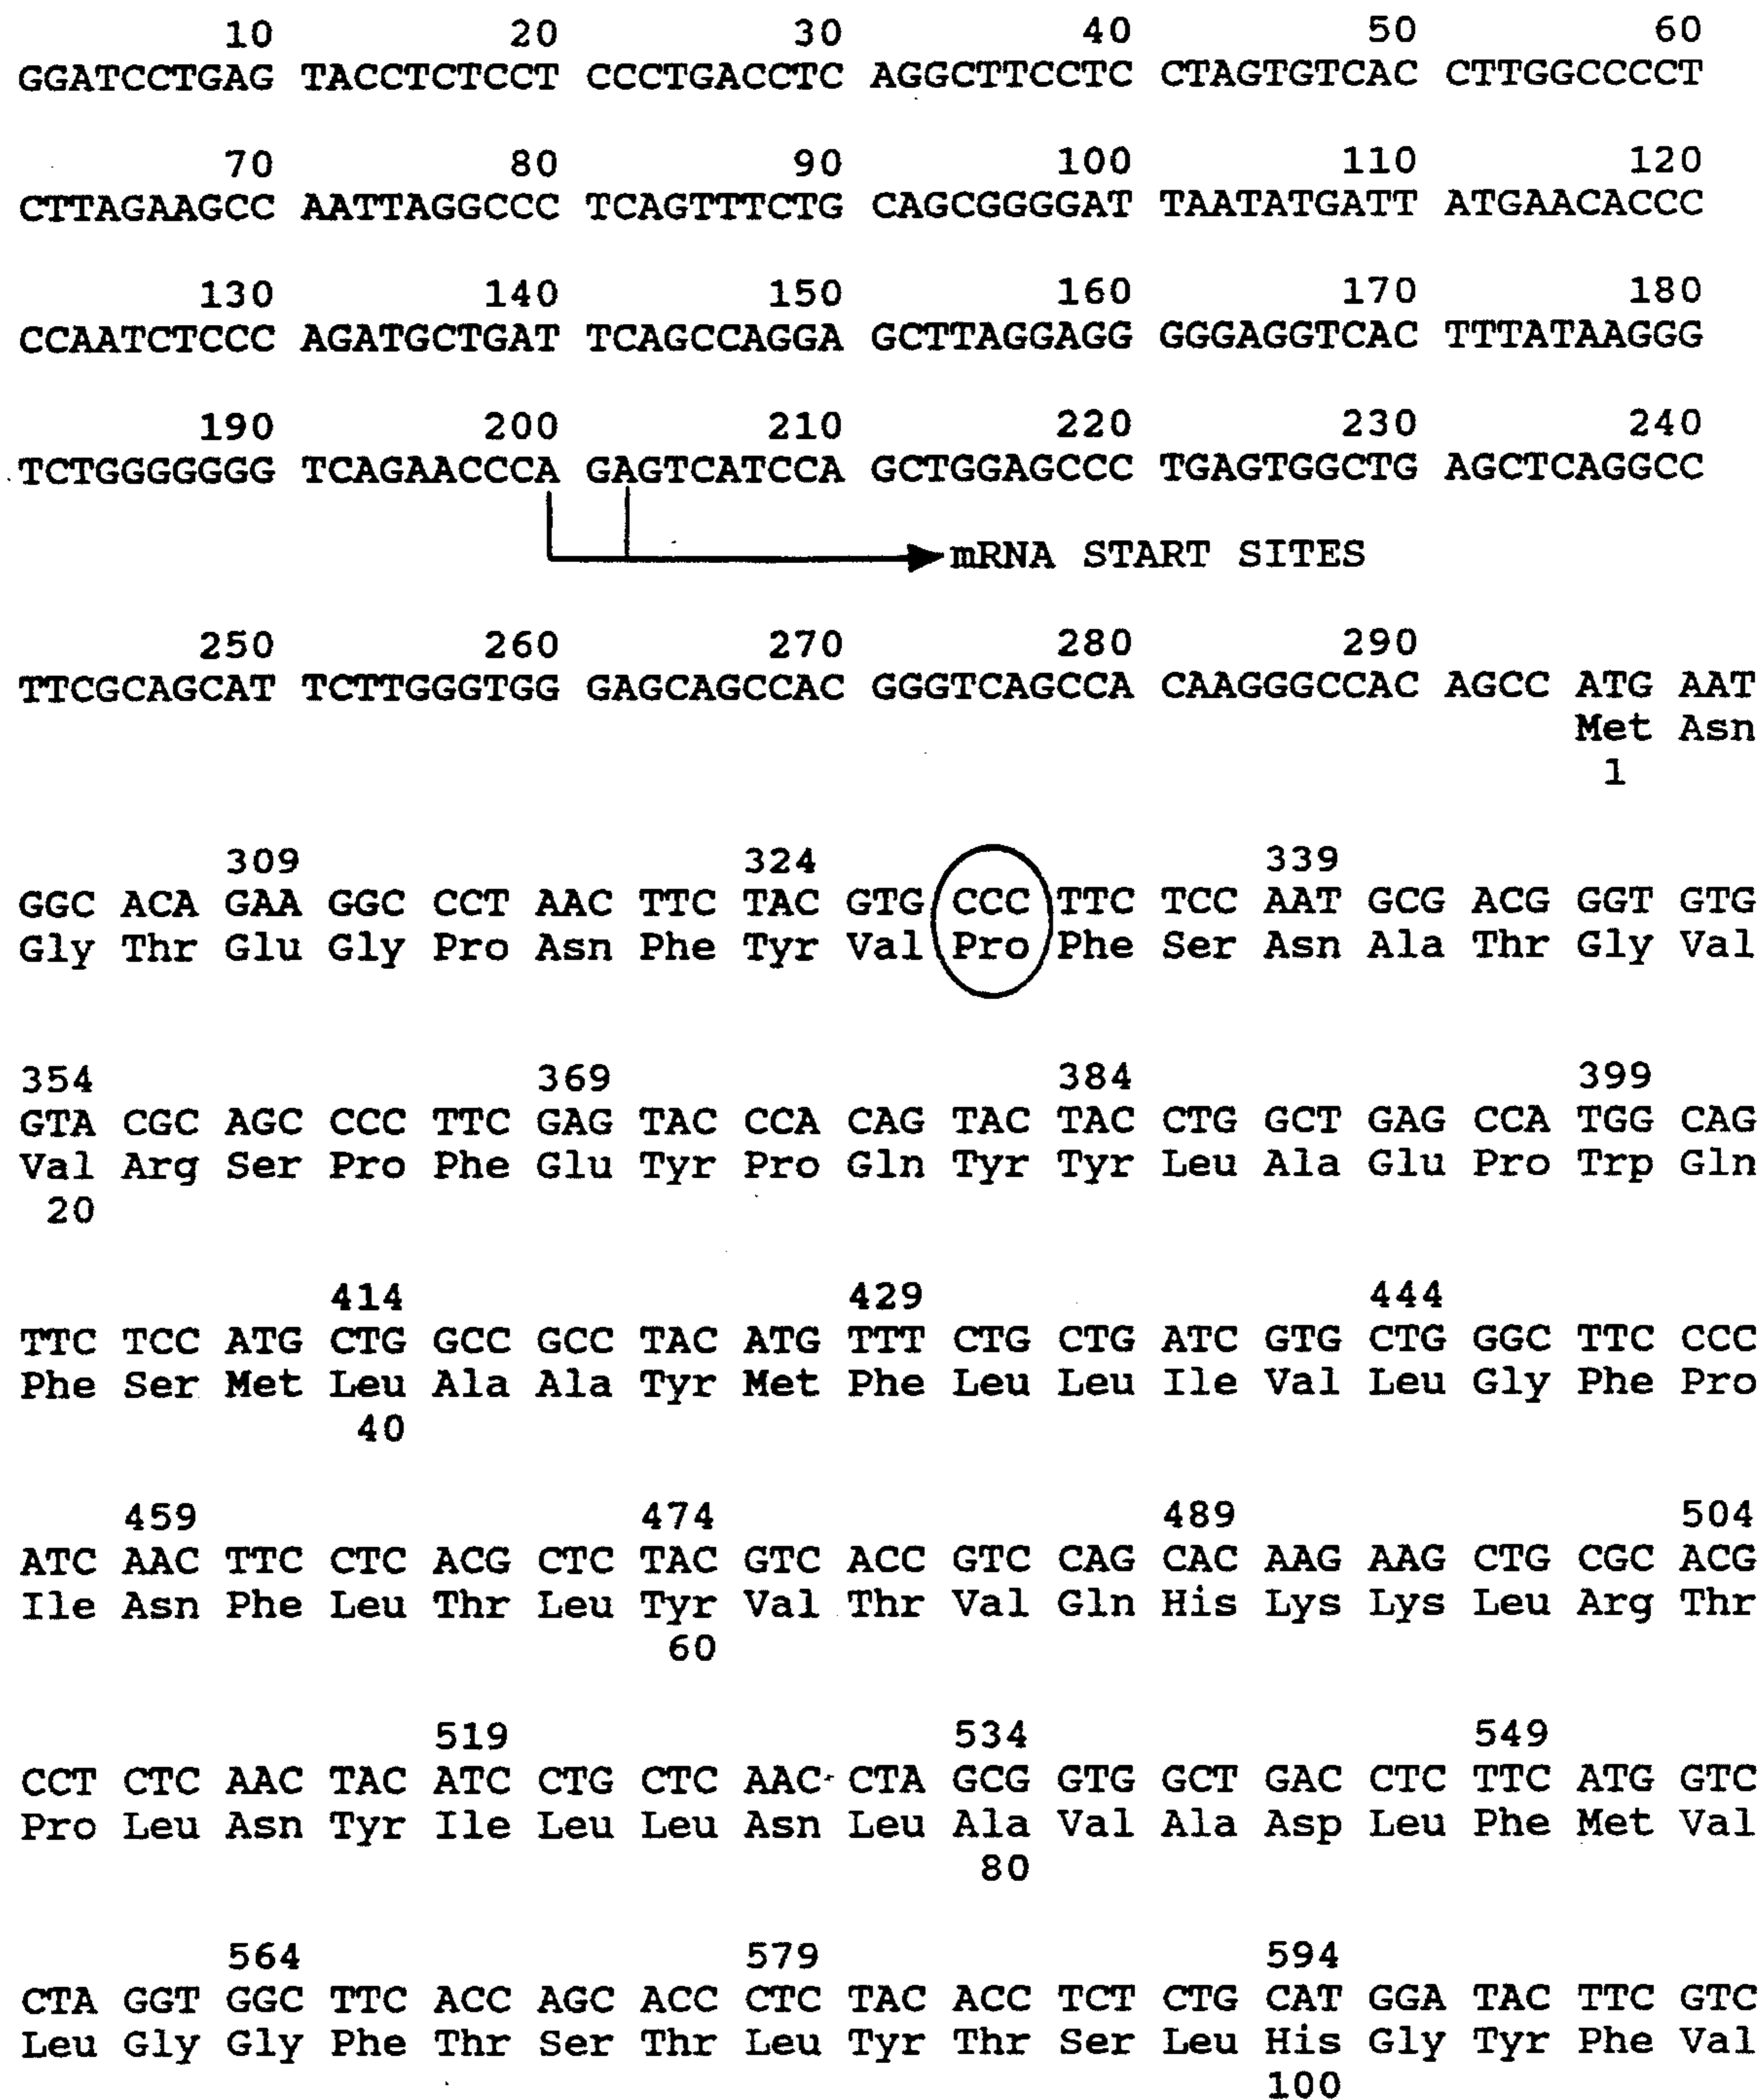 10 20 30 40 50 60
GGATCCTGAG TACCTCTCCT CCCTGACCTC AGGCTTCCTC CTAGTGTCAC CTTGGCCCCT
70 80 90 100 110 120
CTTAGAAGCC AATTAGGCCC TCAGTTTCTG CAGCGGGGAT TAATATGATT ATGAACACCC
130 140 150 160 170 180
CCAATCTCCC AGATGCTGAT TCAGCCAGGA GCTTAGGAGG GGGAGGTCAC TTTATAAGGG
190 200 210 220 230 240
TCTGGGGGGG TCAGAACCCA GAGTCATCCA GCTGGAGCCC TGAGTGGCTG AGCTCAGGCC
mRNA START SITES
250 260 270 280 290
TTCGCAGCAT TCTTGGGTGG GAGCAGCCAC GGGTCAGCCA CAAGGGCCAC AGCC ATG AAT
Met Asn
1
309 324 339
GGC ACA GAA GGC CCT AAC TTC TAC GTG CCC TTC TCC AAT GCG ACG GGT GTG
Gly Thr Glu Gly Pro Asn Phe Tyr Val Pro Phe Ser Asn Ala Thr Gly Val
354 369 384 399
GTA CGC AGC CCC TTC GAG TAC CCA CAG TAC TAC CTG GCT GAG CCA TGG CAG
Val Arg Ser Pro Phe Glu Tyr Pro Gln Tyr Tyr Leu Ala Glu Pro Trp Gln
20
414 429 444
TTC TCC ATG CTG GCC GCC TAC ATG TTT CTG CTG ATC GTG CTG GGC TTC CCC
Phe Ser Met Leu Ala Ala Tyr Met Phe Leu Leu Ile Val Leu Gly Phe Pro
40
459 474 489 504
ATC AAC TTC CTC ACG CTC TAC GTC ACC GTC CAG CAC AAG AAG CTG CGC ACG
Ile Asn Phe Leu Thr Leu Tyr Val Thr Val Gln His Lys Lys Leu Arg Thr
60
519 534 549
CCT CTC AAC TAC ATC CTG CTC AAC CTA GCG GTG GCT GAC CTC TTC ATG GTC
Pro Leu Asn Tyr Ile Leu Leu Asn Leu Ala Val Ala Asp Leu Phe Met Val
80
564 579 594
CTA GGT GGC TTC ACC AGC ACC CTC TAC ACC TCT CTG CAT GGA TAC TTC GTC
Leu Gly Gly Phe Thr Ser Thr Leu Tyr Thr Ser Leu His Gly Tyr Phe Val
100